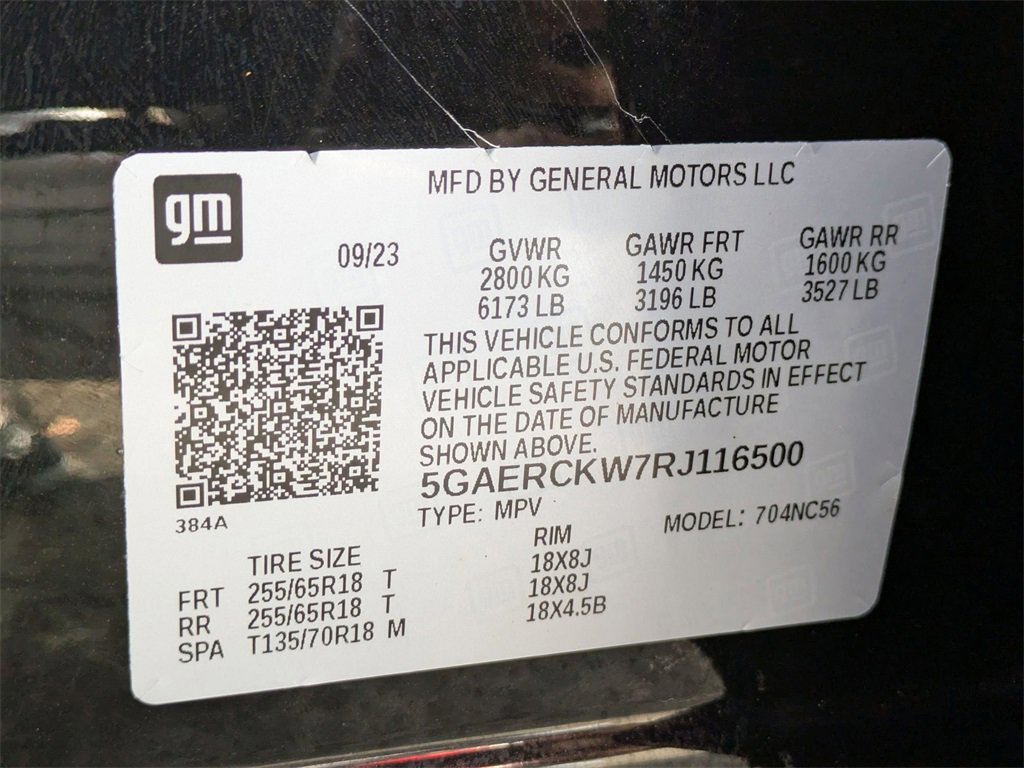 gm
MFD BY GENERAL MOTORS LLC
09/23
GVWR GAWR FRT GAWR RR
2800 KG 1450 KG 1600 KG
6173 LB 3196 LB 3527 LB
THIS VEHICLE CONFORMS TO ALL
APPLICABLE U.S. FEDERAL MOTOR
VEHICLE SAFETY STANDARDS IN EFFECT
ON THE DATE OF MANUFACTURE
SHOWN ABOVE.
5GAERCKW7RJ116500
384A
TYPE: MPV MODEL: 704NC56
TIRE SIZE RIM
FRT 255/65R18 T 18X8J
RR 255/65R18 T 18X8J
SPA T135/70R18 M 18X4.5B